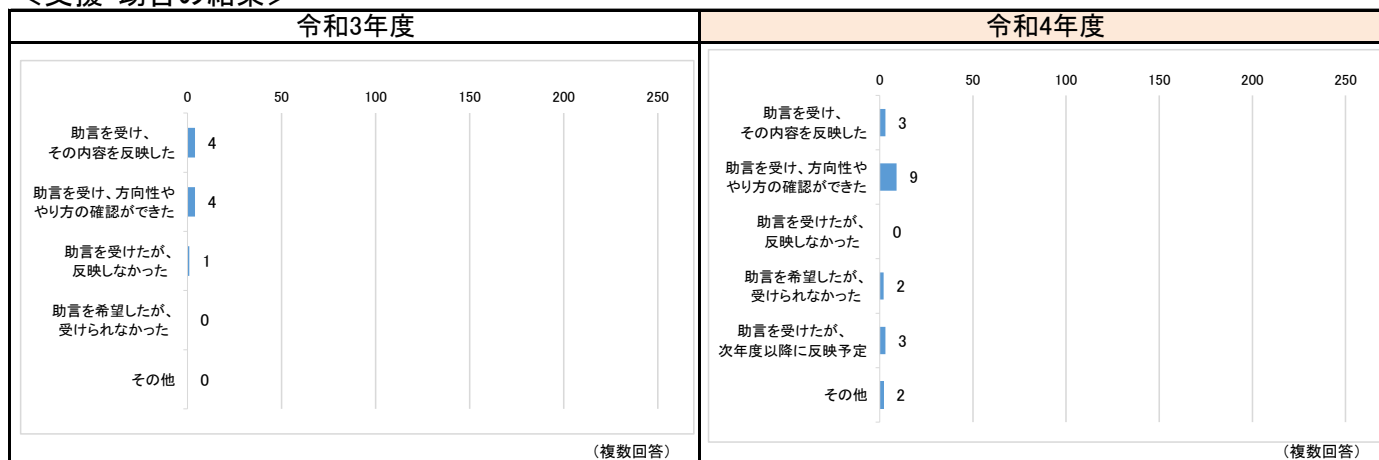 <支援・助言の結果>
令和3年度
0 50 100 150 200 250
助言を受け、
その内容を反映した
4
助言を受け、方向性や
やり方の確認ができた
4
助言を受けたが、
反映しなかった
1
助言を希望したが、
受けられなかった
0
その他
0
(複数回答)
令和4年度
0 50 100 150 200 250
助言を受け、
その内容を反映した
3
助言を受け、方向性や
やり方の確認ができた
9
助言を受けたが、
反映しなかった
0
助言を希望したが、
受けられなかった
2
助言を受けたが、
次年度以降に反映予定
3
その他
2
(複数回答)